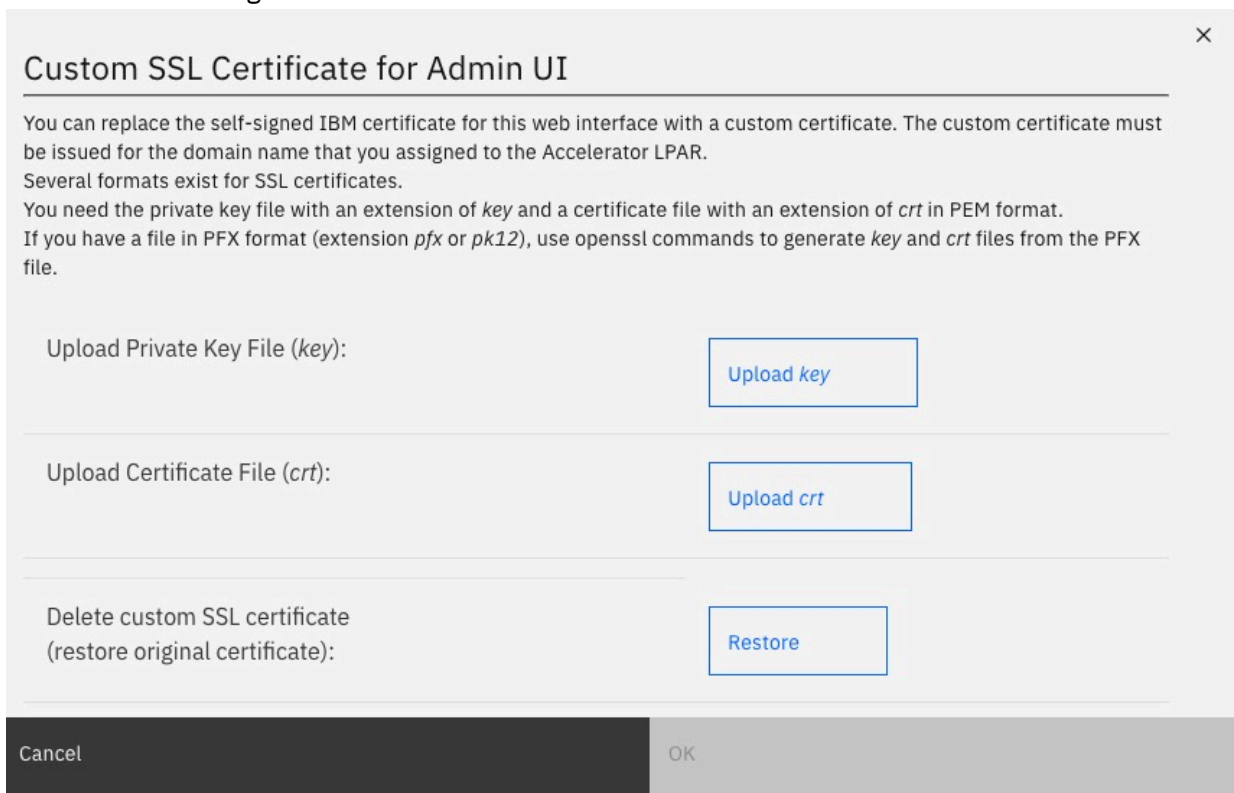 Custom SSL Certificate for Admin UI
You can replace the self-signed IBM certificate for this web interface with a custom certificate. The custom certificate must
be issued for the domain name that you assigned to the Accelerator LPAR.
Several formats exist for SSL certificates.
You need the private key file with an extension of key and a certificate file with an extension of crt in PEM format.
If you have a file in PFX format (extension pfx or pk12), use openssl commands to generate key and crt files from the PFX
file.
Upload Private Key File (key):
Upload key
Upload Certificate File (crt):
Upload crt
Delete custom SSL certificate
(restore original certificate):
Restore
Cancel
OK